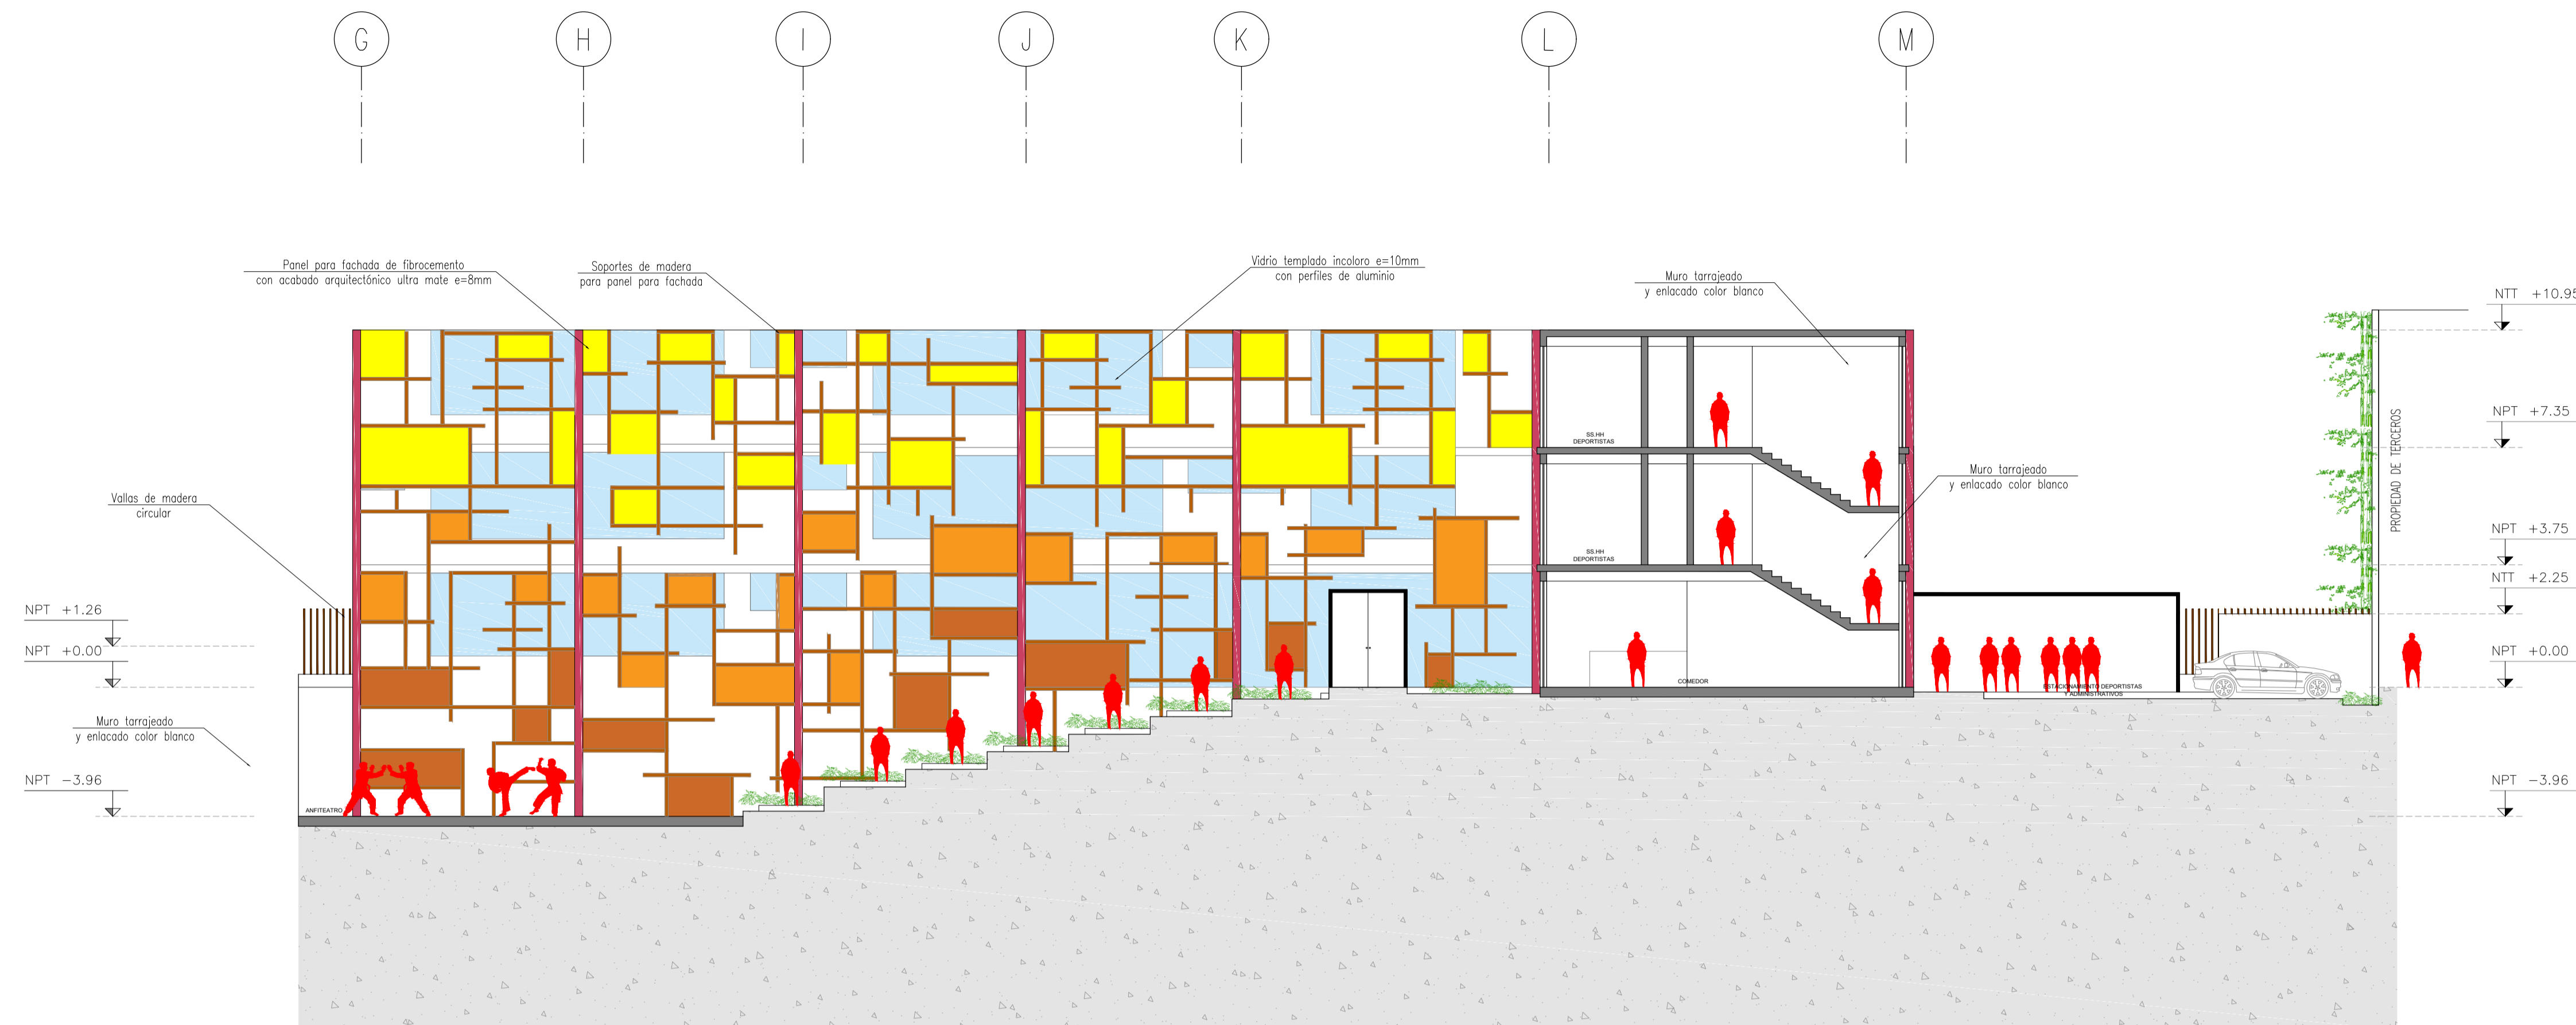 G
H
I
J
K
L
M
Panel para fachada de fibrocemento
con acabado arquitectónico ultra mate e=8mm
Soportes de madera
para panel para fachada
Vidrio templado incoloro e=10mm
con perfiles de aluminio
Muro tarrajeado
y enlacado color blanco
NTT +10.95
NPT +7.35
PROPIEDAD DE TERCEROS
SS.HH
DEPORTISTAS
Muro tarrajeado
y enlacado color blanco
Vallas de madera
circular
NPT +3.75
SS.HH
DEPORTISTAS
NTT +2.25
NPT +1.26
NPT +0.00
NPT +0.00
COMEDOR
ESTACIONAMIENTO DEPORTISTAS
Y ADMINISTRATIVOS
Muro tarrajeado
y enlacado color blanco
NPT -3.96
NPT -3.96
ANFITEATRO